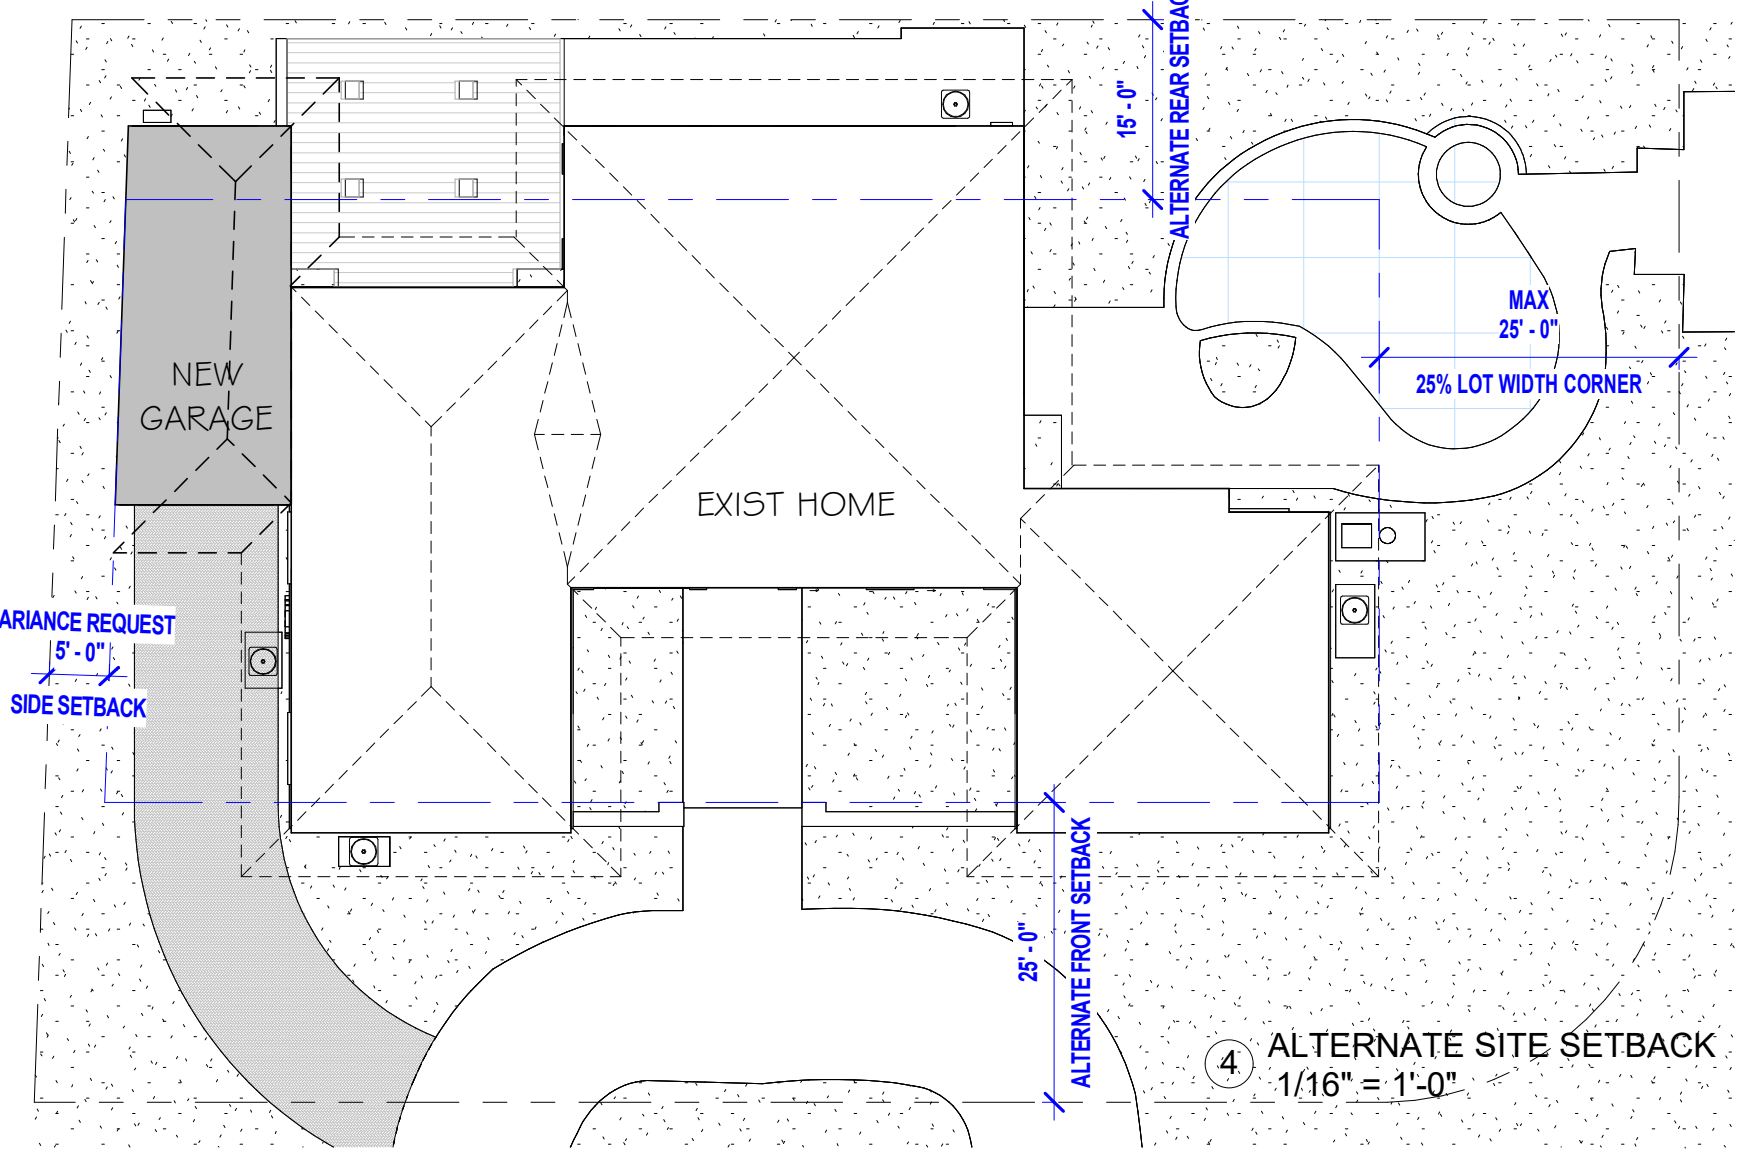 15' - 0"
ALTERNATE REAR SETBAC
MAX
25' - 0"
25% LOT WIDTH CORNER
NEW
GARAGE
EXIST HOME
ARIANCE REQUEST
5' - 0"
SIDE SETBACK
25' - 0"
ALTERNATE FRONT SETBACK
4
ALTERNATE SITE SETBACK
1/16" = 1'-0"